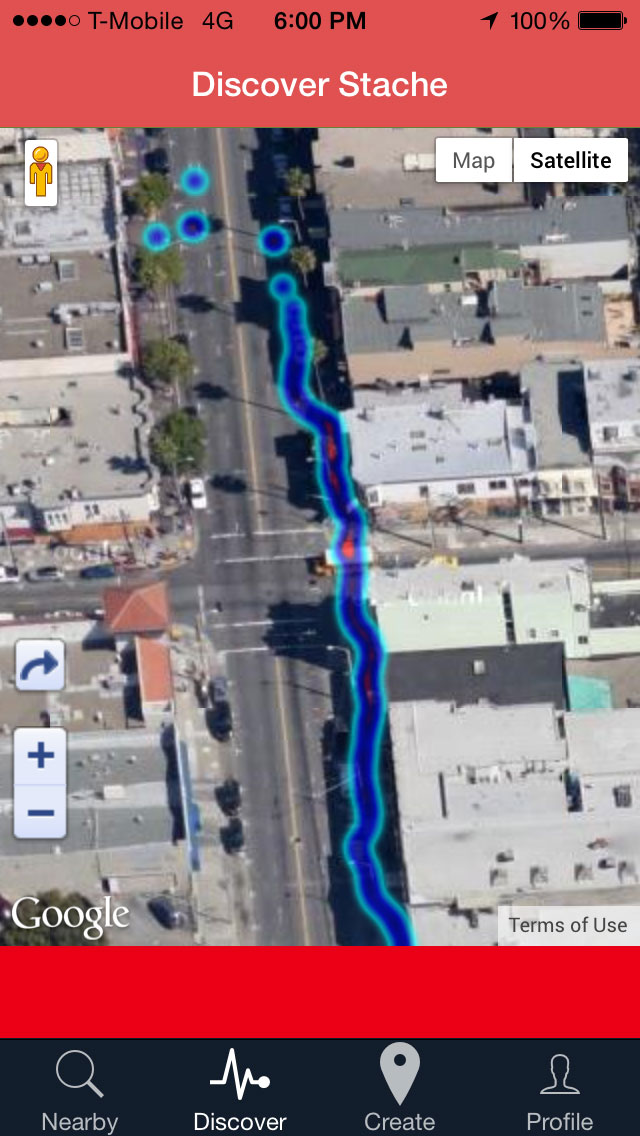 T-Mobile 4G 6:00 PM 100%
Discover Stache
Map Satellite
Google
Terms of Use
Nearby Discover Create Profile